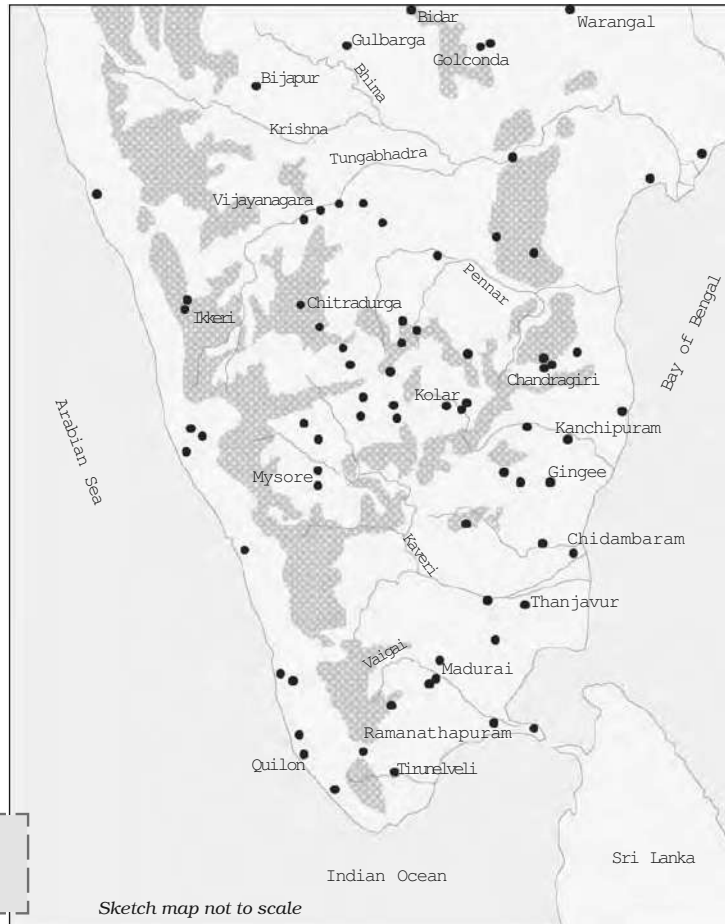 Bidar
Warangal
Gulbarga
Golconda
Bhima
Bijapur
Krishna
Tungabhadra
Vijayanagara
Pennar
Bay of Bengal
Chitradurga
Ikkeri
Chandragiri
Kolar
Arabian Sea
Kanchipuram
Mysore
Gingee
Chidambaram
Kaveri
Thanjavur
Vaigai
Madurai
Ramanathapuram
Quilon
Tirunelveli
Sri Lanka
Indian Ocean
Sketch map not to scale